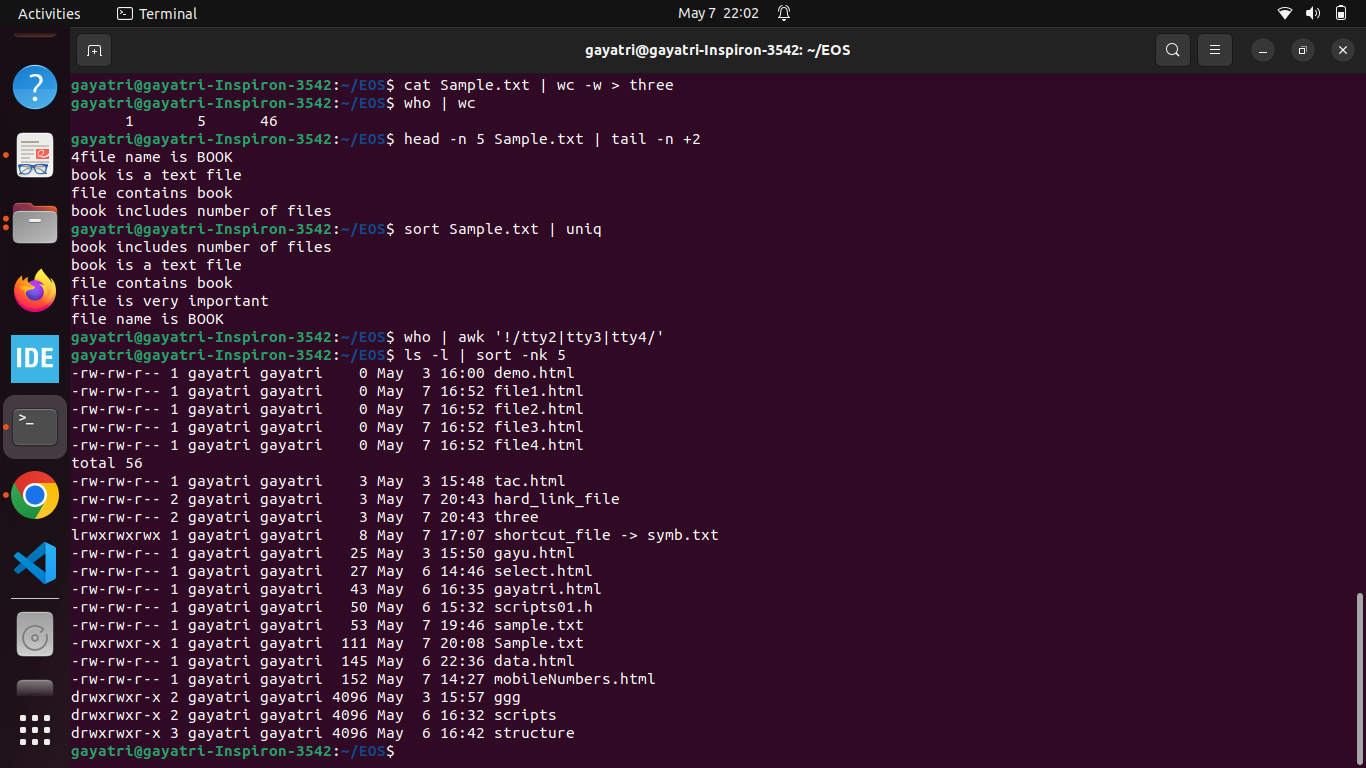 Activities
Terminal
May 7 22:02
gayatri@gayatri-Inspiron-3542: ~/EOS
gayatri@gayatri-Inspiron-3542:~/EOS$ cat Sample.txt | wc -w > three
gayatri@gayatri-Inspiron-3542:~/EOS$ who | wc
      1       5      46
gayatri@gayatri-Inspiron-3542:~/EOS$ head -n 5 Sample.txt | tail -n +2
4file name is BOOK
book is a text file
file contains book
book includes number of files
gayatri@gayatri-Inspiron-3542:~/EOS$ sort Sample.txt | uniq
book includes number of files
book is a text file
file contains book
file is very important
file name is BOOK
gayatri@gayatri-Inspiron-3542:~/EOS$ who | awk '!/tty2|tty3|tty4/'
gayatri@gayatri-Inspiron-3542:~/EOS$ ls -l | sort -nk 5
-rw-rw-r-- 1 gayatri gayatri    0 May  3 16:00 demo.html
-rw-rw-r-- 1 gayatri gayatri    0 May  7 16:52 file1.html
-rw-rw-r-- 1 gayatri gayatri    0 May  7 16:52 file2.html
-rw-rw-r-- 1 gayatri gayatri    0 May  7 16:52 file3.html
-rw-rw-r-- 1 gayatri gayatri    0 May  7 16:52 file4.html
total 56
-rw-rw-r-- 1 gayatri gayatri    3 May  3 15:48 tac.html
-rw-rw-r-- 2 gayatri gayatri    3 May  7 20:43 hard_link_file
-rw-rw-r-- 2 gayatri gayatri    3 May  7 20:43 three
lrwxrwxrwx 1 gayatri gayatri    8 May  7 17:07 shortcut_file -> symb.txt
-rw-rw-r-- 1 gayatri gayatri   25 May  3 15:50 gayu.html
-rw-rw-r-- 1 gayatri gayatri   27 May  6 14:46 select.html
-rw-rw-r-- 1 gayatri gayatri   43 May  6 16:35 gayatri.html
-rw-rw-r-- 1 gayatri gayatri   50 May  6 15:32 scripts01.h
-rw-rw-r-- 1 gayatri gayatri   53 May  7 19:46 sample.txt
-rwxrwxr-x 1 gayatri gayatri  111 May  7 20:08 Sample.txt
-rw-rw-r-- 1 gayatri gayatri  145 May  6 22:36 data.html
-rw-rw-r-- 1 gayatri gayatri  152 May  7 14:27 mobileNumbers.html
drwxrwxr-x 2 gayatri gayatri 4096 May  3 15:57 ggg
drwxrwxr-x 2 gayatri gayatri 4096 May  6 16:32 scripts
drwxrwxr-x 3 gayatri gayatri 4096 May  6 16:42 structure
gayatri@gayatri-Inspiron-3542:~/EOS$
IDE